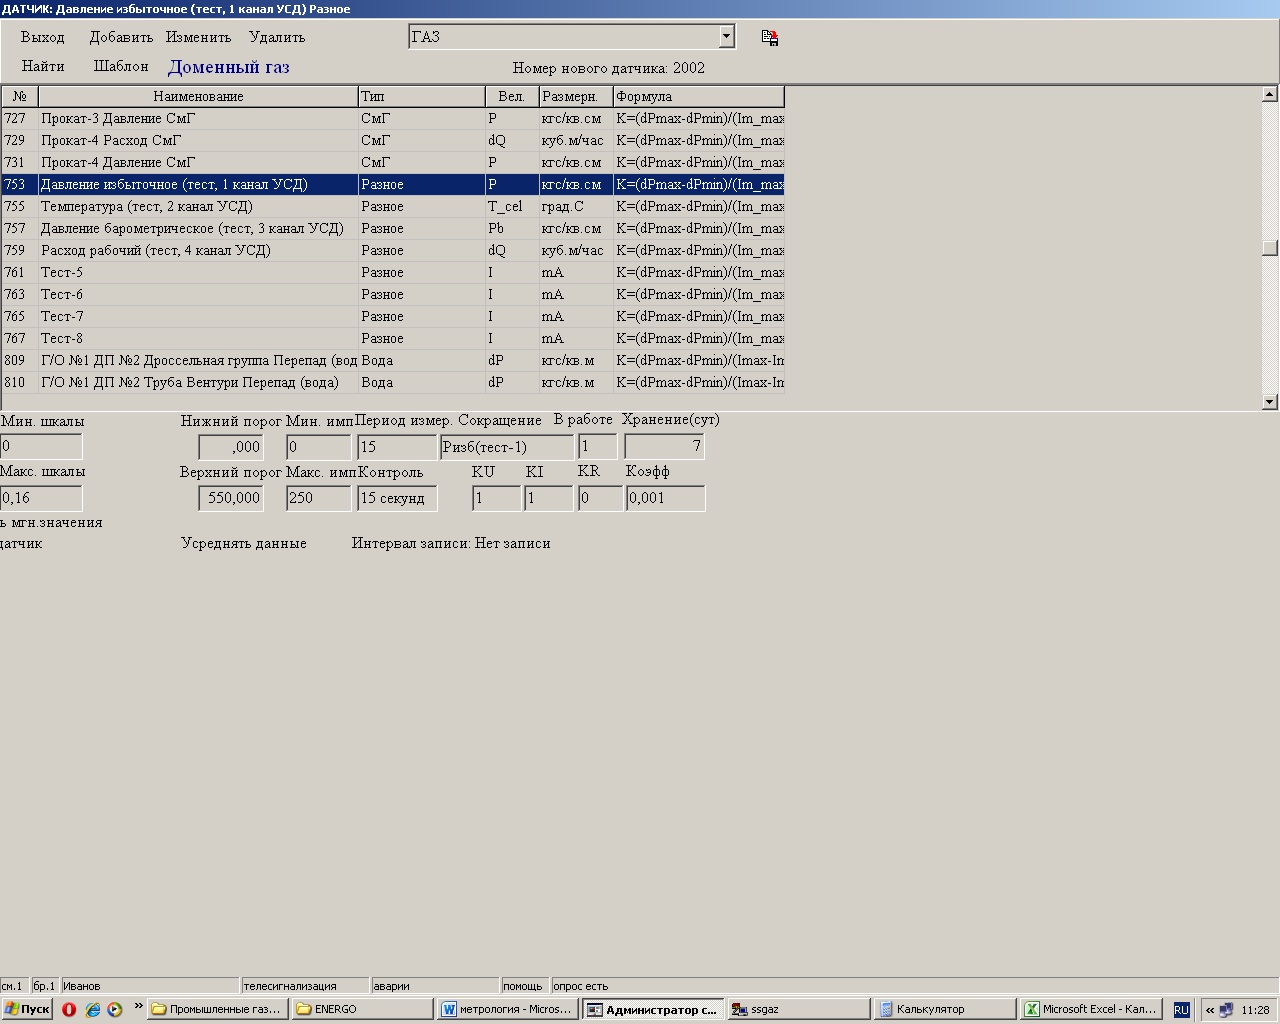 ДАТЧИК: Давление избыточное (тест, 1 канал УСД) Разное
Выход Добавить Изменить Удалить ГАЗ
Найти Шаблон Доменный газ Номер нового датчика: 2002
№ Наименование Тип Вел. Размерн. Формула
727 Прокат-3 Давление СмГ СмГ P кгс/кв.см K=(dPmax-dPmin)/(Im_max
729 Прокат-4 Расход СмГ СмГ dQ куб.м/час K=(dPmax-dPmin)/(Im_max
731 Прокат-4 Давление СмГ СмГ P кгс/кв.см K=(dPmax-dPmin)/(Im_max
753 Давление избыточное (тест, 1 канал УСД) Разное P кгс/кв.см K=(dPmax-dPmin)/(Im_max
755 Температура (тест, 2 канал УСД) Разное T_cel град.С K=(dPmax-dPmin)/(Im_max
757 Давление барометрическое (тест, 3 канал УСД) Разное Pb кгс/кв.см K=(dPmax-dPmin)/(Im_max
759 Расход рабочий (тест, 4 канал УСД) Разное dQ куб.м/час K=(dPmax-dPmin)/(Im_max
761 Тест-5 Разное I mA K=(dPmax-dPmin)/(Im_max
763 Тест-6 Разное I mA K=(dPmax-dPmin)/(Im_max
765 Тест-7 Разное I mA K=(dPmax-dPmin)/(Im_max
767 Тест-8 Разное I mA K=(dPmax-dPmin)/(Im_max
809 Г/О №1 ДП №2 Дроссельная группа Перепад (вод Вода dP кгс/кв.м K=(dPmax-dPmin)/(Imax-Im
810 Г/О №1 ДП №2 Труба Вентури Перепад (вода) Вода dP кгс/кв.м K=(dPmax-dPmin)/(Imax-Im
Мин. шкалы Нижний порог Мин. имп Период измер. Сокращение В работе Хранение(сут)
0 ,000 0 15 Ризб(тест-1) 1 7
Макс. шкалы Верхний порог Макс. имп Контроль KU KI KR Коэфф
0,16 550,000 250 15 секунд 1 1 0 0,001
ь мгн.значения
датчик Усреднять данные Интервал записи: Нет записи
см.1 бр.1 Иванов телесигнализация аварии помощь опрос есть
Пуск » Промышленные газ... ENERGO метрология - Micros... Администратор с... ssgaz Калькулятор Microsoft Excel - Кал... RU « 11:28